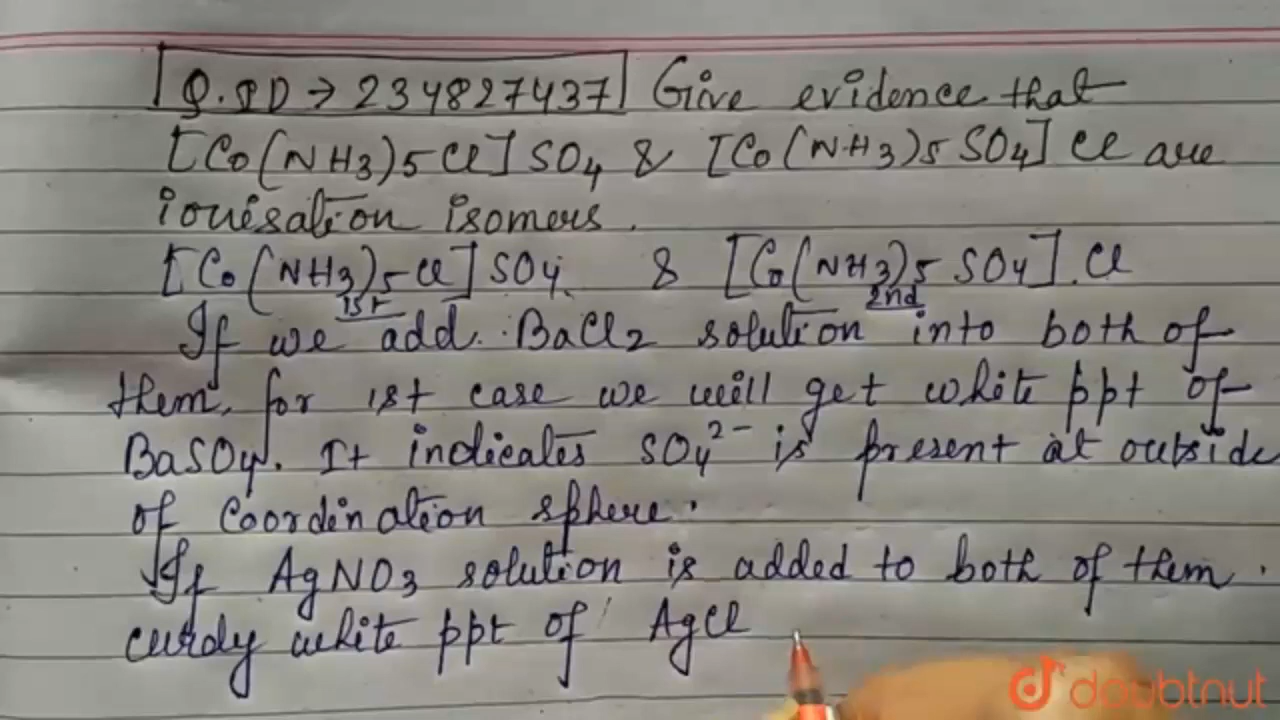 Q.ID → 234827437 Give evidence that
[Co(NH3)5Cl]SO4 & [Co(NH3)5SO4]Cl are
ionisation isomers.
[Co(NH3)5Cl]SO4. & [Co(NH3)5SO4].Cl
1st 2nd
If we add. BaCl2 solution into both of
them, for 1st case we will get white ppt of
BaSO4. It indicates SO4²⁻ is present at outside
of coordination sphere.
If AgNO3 solution is added to both of them.
curdy white ppt of AgCl
doubtnut